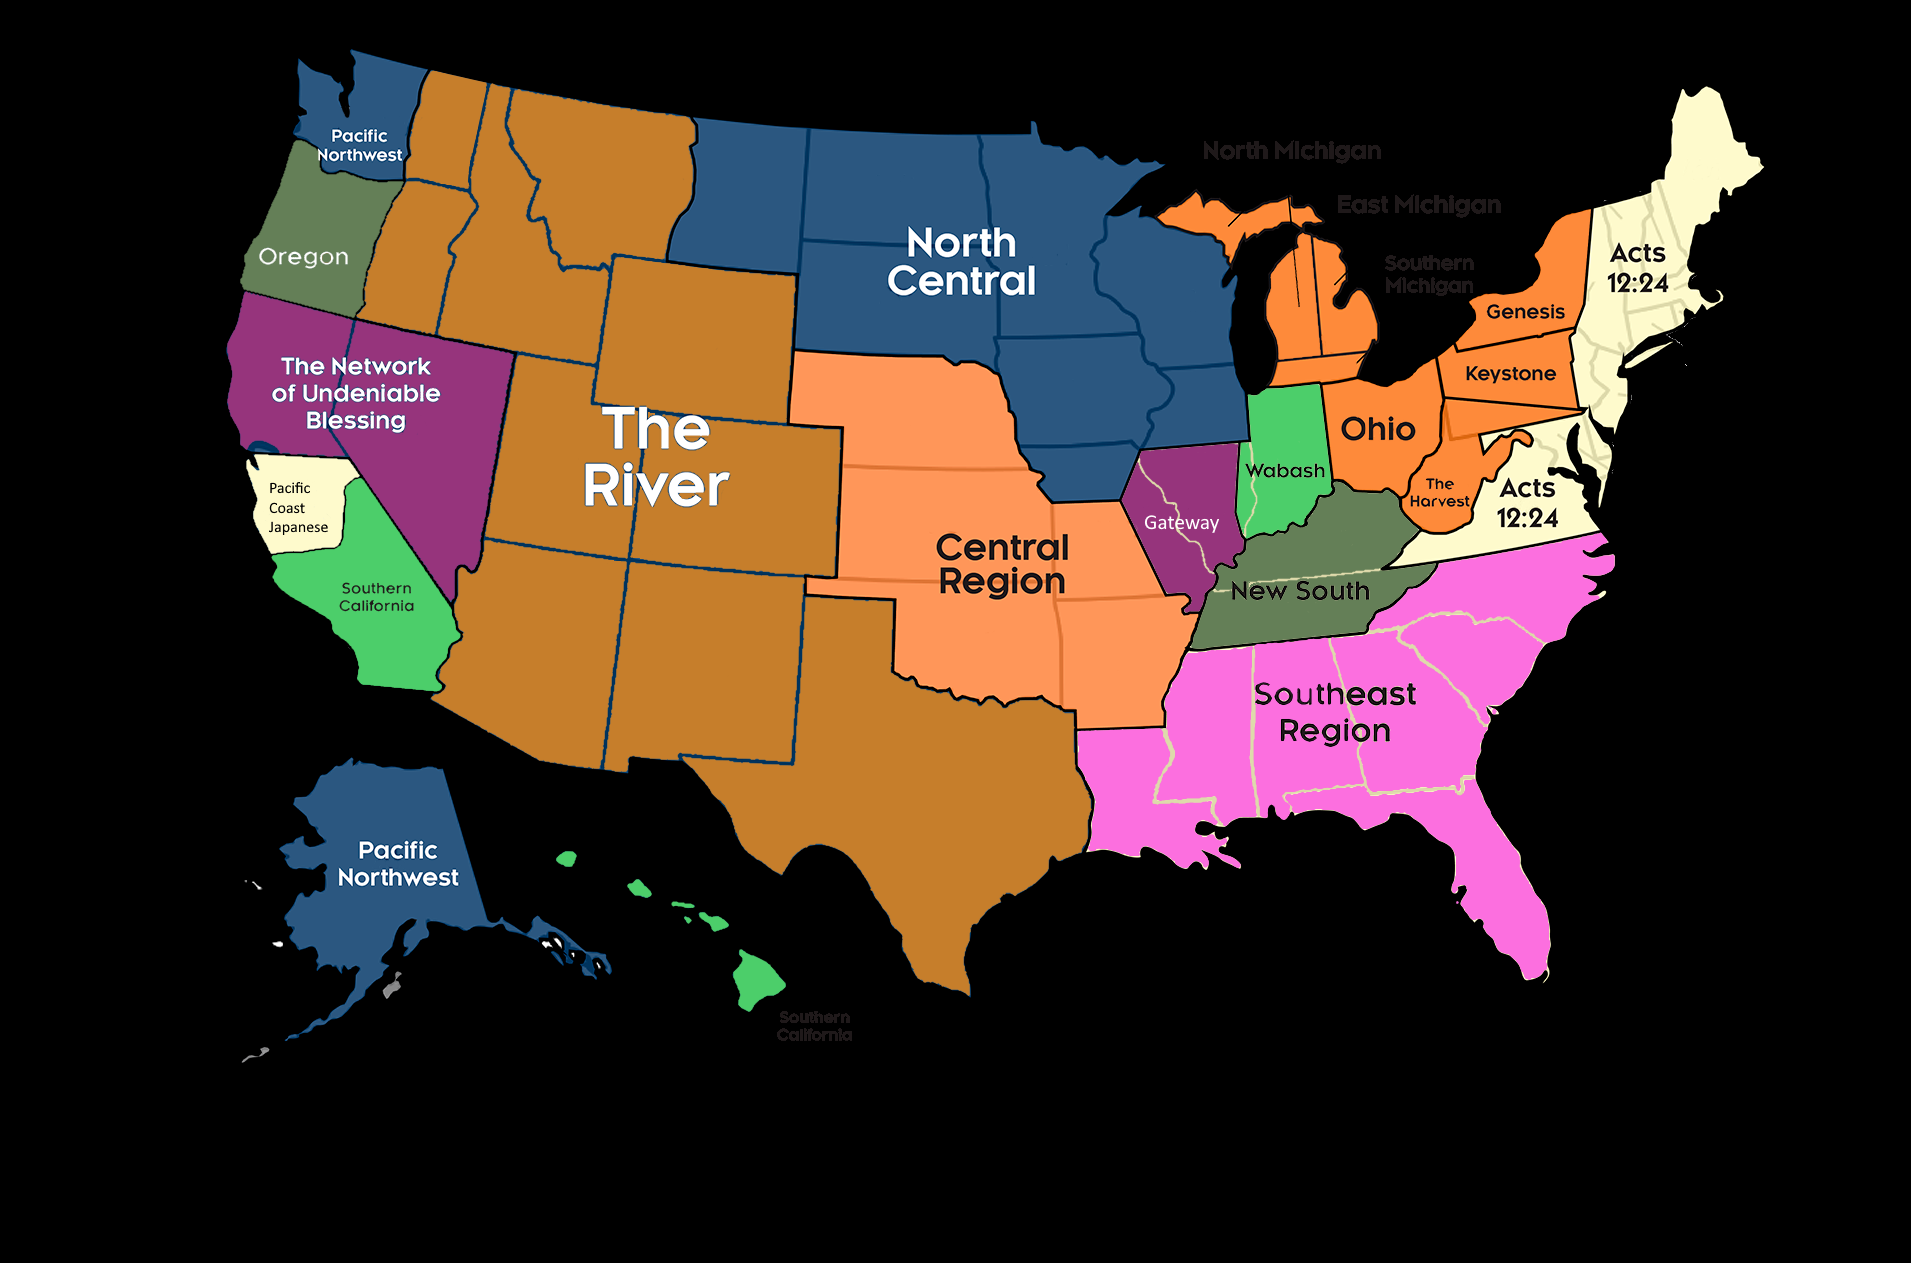 Pacific
Northwest
North Michigan
East Michigan
Oregon
North
Central
Southern
Michigan
Acts
12:24
Genesis
The Network
of Undeniable
Blessing
Keystone
The
River
Ohio
Wabash
The
Harvest
Acts
12:24
Pacific
Coast
Japanese
Gateway
Central
Region
Southern
California
New South
Southeast
Region
Pacific
Northwest
Southern
California